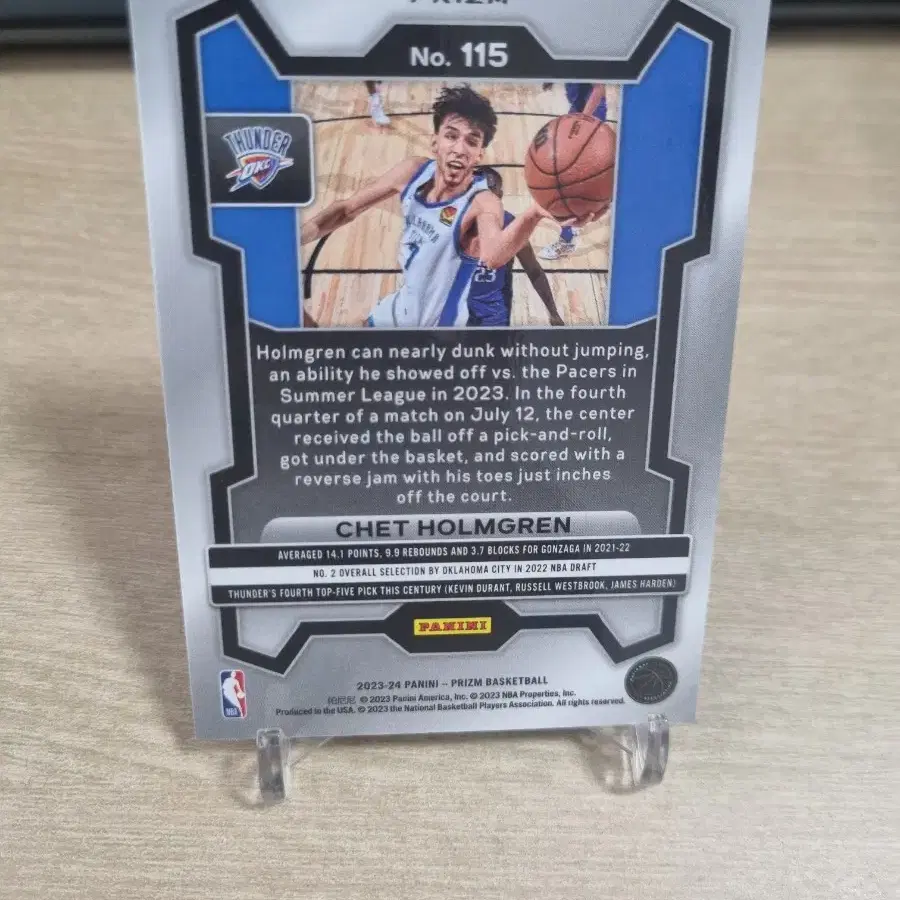 PRIZM
No. 115
THUNDER
OKC
23
Holmgren can nearly dunk without jumping,
an ability he showed off vs. the Pacers in
Summer League in 2023. In the fourth
quarter of a match on July 12, the center
received the ball off a pick-and-roll,
got under the basket, and scored with a
reverse jam with his toes just inches
off the court.
CHET HOLMGREN
AVERAGED 14.1 POINTS, 9.9 REBOUNDS AND 3.7 BLOCKS FOR GONZAGA IN 2021-22
NO. 2 OVERALL SELECTION BY OKLAHOMA CITY IN 2022 NBA DRAFT
THUNDER'S FOURTH TOP-FIVE PICK THIS CENTURY (KEVIN DURANT, RUSSELL WESTBROOK, JAMES HARDEN)
PANINI
2023-24 PANINI – PRIZM BASKETBALL
帕尼尼 © 2023 Panini America, Inc. © 2023 NBA Properties, Inc.
Produced in the USA. © 2023 the National Basketball Players Association. All rights reserved.
NBA